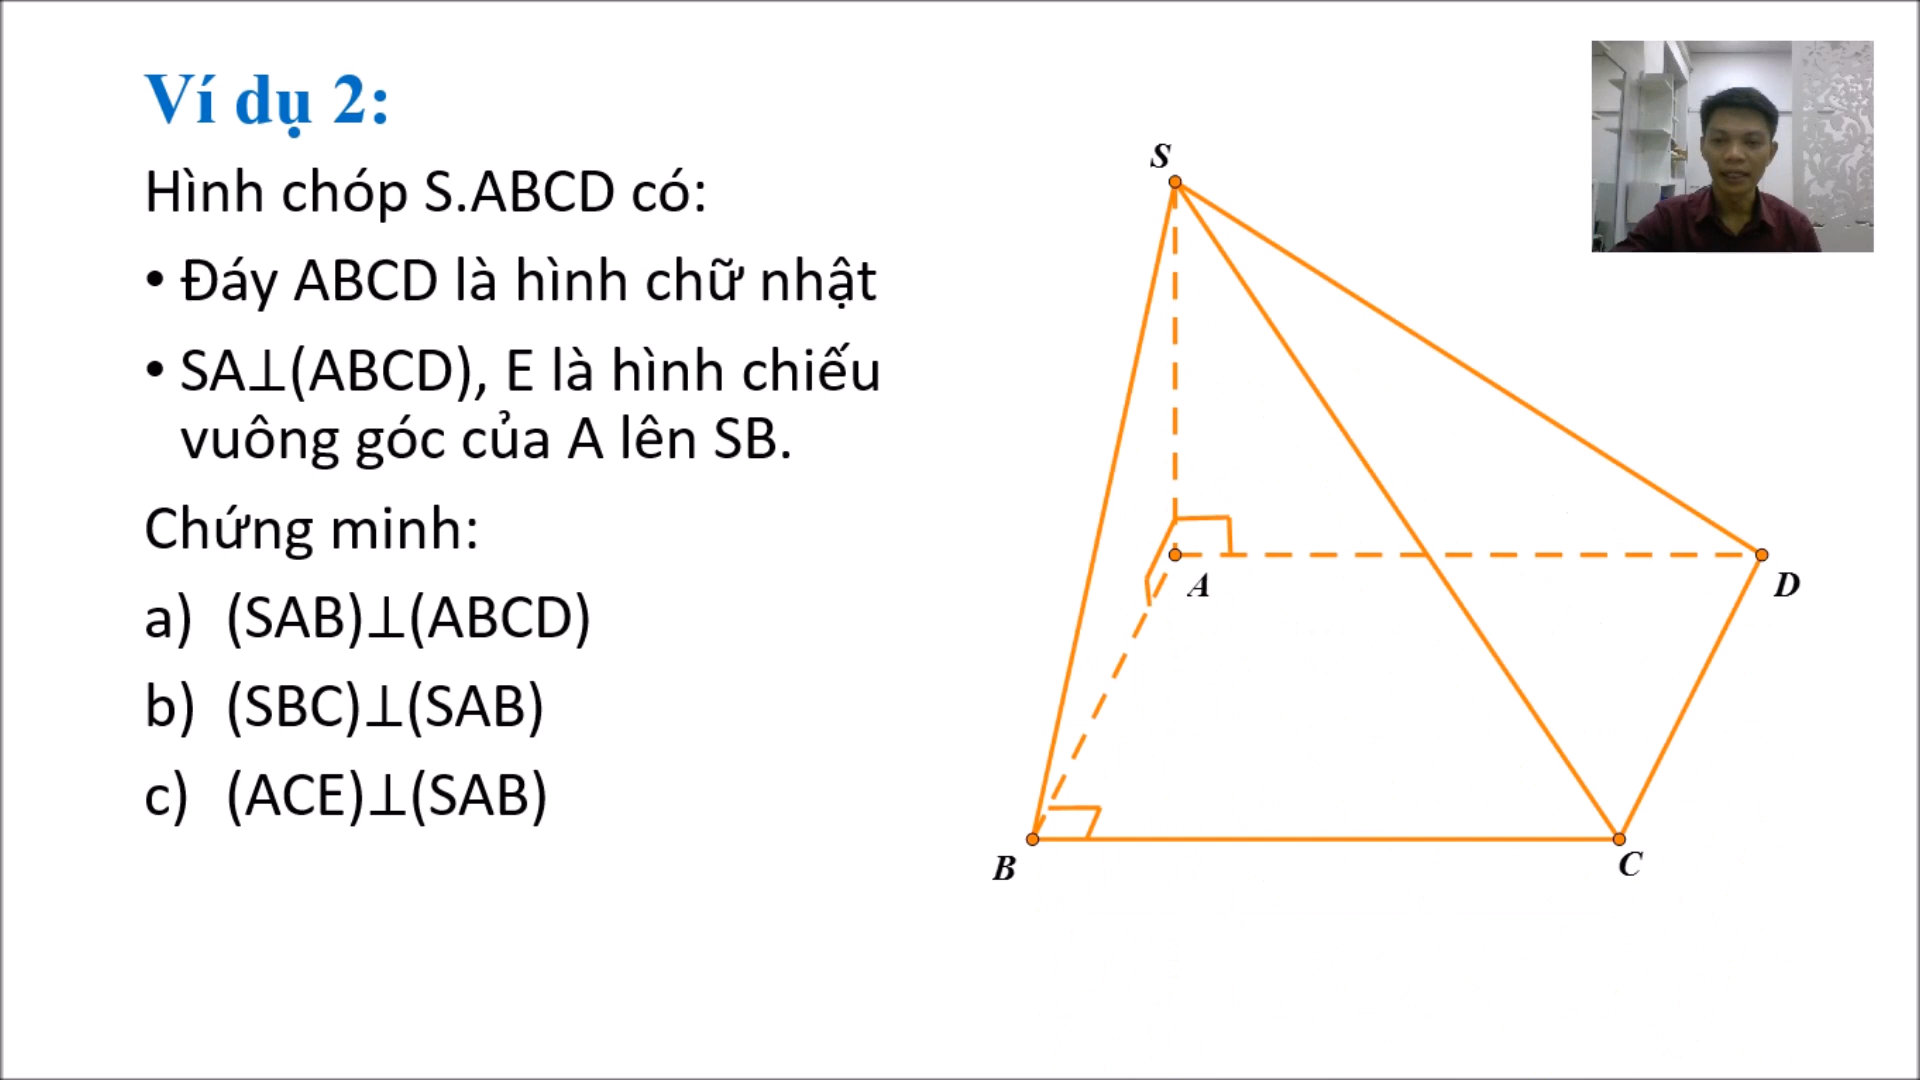 Ví dụ 2:
Hình chóp S.ABCD có:
• Đáy ABCD là hình chữ nhật
• SA⊥(ABCD), E là hình chiếu
vuông góc của A lên SB.
Chứng minh:
a) (SAB)⊥(ABCD)
b) (SBC)⊥(SAB)
c) (ACE)⊥(SAB)
S
A
D
B
C